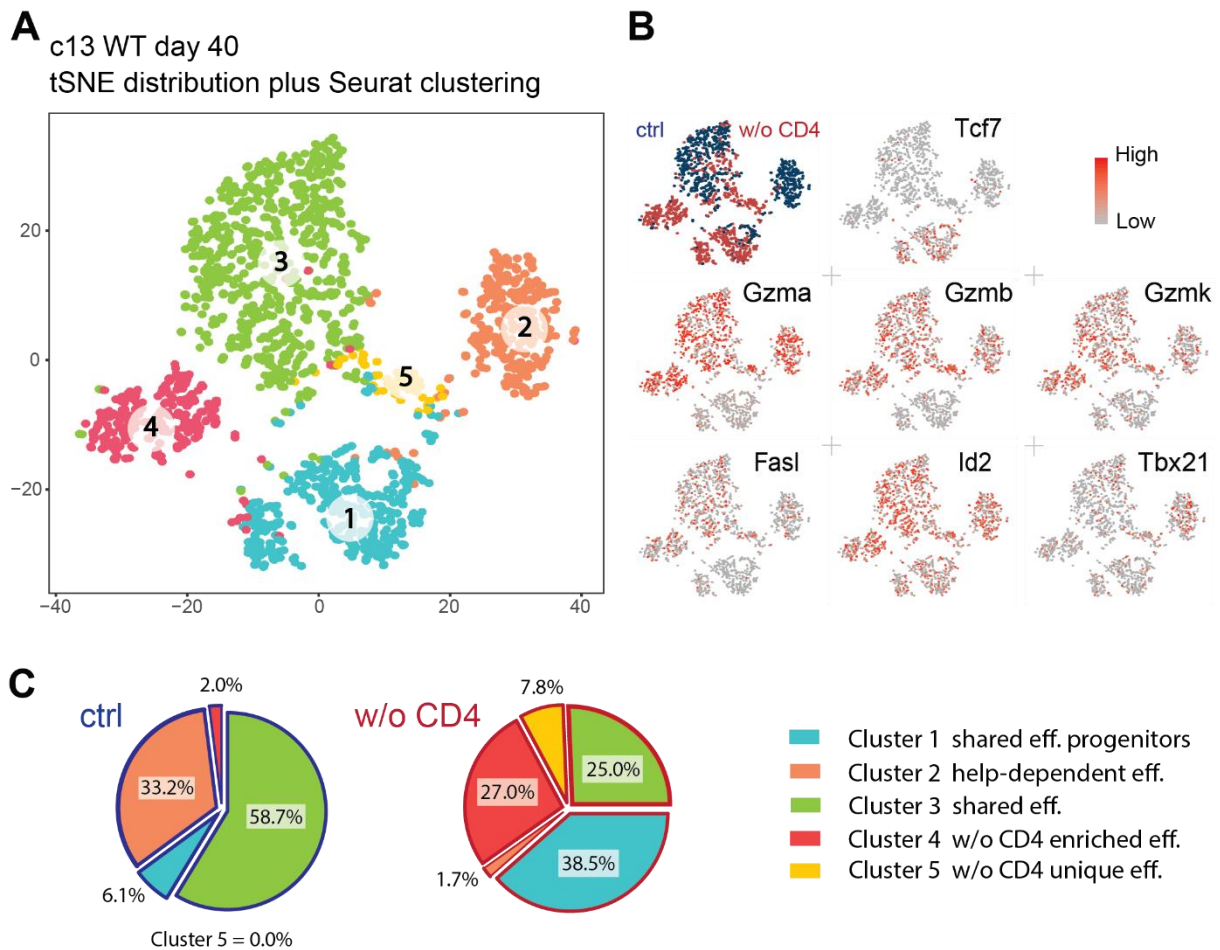 A
c13 WT day 40
tSNE distribution plus Seurat clustering
20
0
−20
−40
−20
0
20
40
3
2
5
4
1
B
ctrl
w/o CD4
Tcf7
High
Low
Gzma
Gzmb
Gzmk
Fasl
Id2
Tbx21
C
ctrl
2.0%
33.2%
58.7%
6.1%
Cluster 5 = 0.0%
w/o CD4
7.8%
25.0%
27.0%
1.7%
38.5%
Cluster 1 shared eff. progenitors
Cluster 2 help-dependent eff.
Cluster 3 shared eff.
Cluster 4 w/o CD4 enriched eff.
Cluster 5 w/o CD4 unique eff.